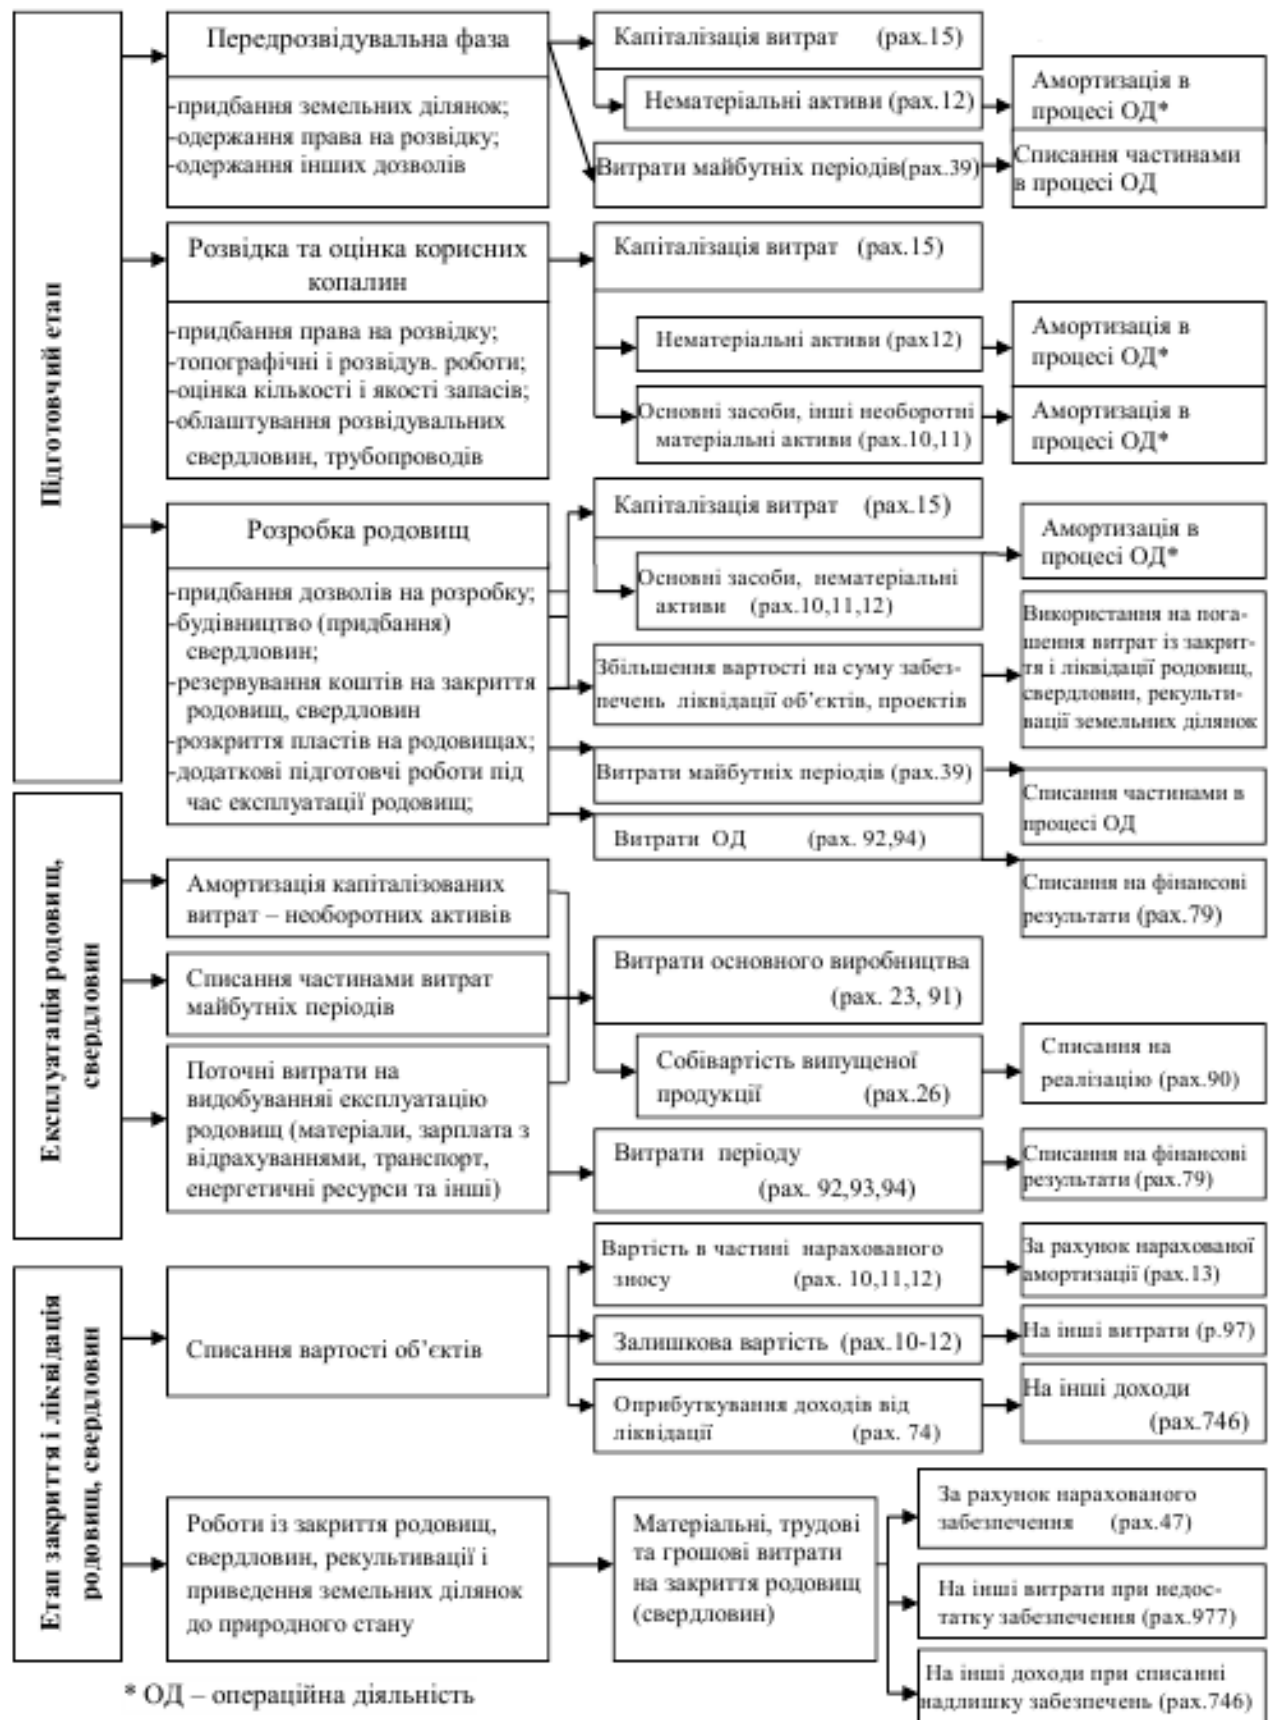 Підготовчий етап
Передрозвідувальна фаза
-придбання земельних ділянок;
-одержання права на розвідку;
-одержання інших дозволів
Капіталізація витрат (рах.15)
Нематеріальні активи (рах.12)
Амортизація в
процесі ОД*
Витрати майбутніх періодів(рах.39)
Списання частинами
в процесі ОД
Розвідка та оцінка корисних
копалин
-придбання права на розвідку;
-топографічні і розвідув. роботи;
-оцінка кількості і якості запасів;
-облаштування розвідувальних
свердловин, трубопроводів
Капіталізація витрат (рах.15)
Нематеріальні активи (рах12)
Амортизація в
процесі ОД*
Основні засоби, інші необоротні
матеріальні активи (рах.10,11)
Амортизація в
процесі ОД*
Розробка родовищ
-придбання дозволів на розробку;
-будівництво (придбання)
свердловин;
-резервування коштів на закриття
родовищ, свердловин
-розкриття пластів на родовищах;
-додаткові підготовчі роботи під
час експлуатації родовищ;
Капіталізація витрат (рах.15)
Основні засоби, нематеріальні
активи (рах.10,11,12)
Амортизація в
процесі ОД*
Збільшення вартості на суму забез-
печень ліквідації об’єктів, проектів
Використання на пога-
шення витрат із закрит-
тя і ліквідації родовищ,
свердловин, рекульти-
вації земельних ділянок
Витрати майбутніх періодів (рах.39)
Списання частинами в
процесі ОД
Витрати ОД (рах. 92,94)
Списання на фінансові
результати (рах.79)
Експлуатація родовищ,
свердловин
Амортизація капіталізованих
витрат – необоротних активів
Списання частинами витрат
майбутніх періодів
Поточні витрати на
видобуванняі експлуатацію
родовищ (матеріали, зарплата з
відрахуваннями, транспорт,
енергетичні ресурси та інші)
Витрати основного виробництва
(рах. 23, 91)
Собівартість випущеної
продукції (рах.26)
Списання на
реалізацію (рах.90)
Витрати періоду
(рах. 92,93,94)
Списання на фінансові
результати (рах.79)
Етап закриття і ліквідація
родовищ, свердловин
Списання вартості об’єктів
Вартість в частині нарахованого
зносу (рах. 10,11,12)
За рахунок нарахованої
амортизації (рах.13)
Залишкова вартість (рах.10-12)
На інші витрати (р.97)
Оприбуткування доходів від
ліквідації (рах. 74)
На інші доходи
(рах.746)
Роботи із закриття родовищ,
свердловин, рекультивації і
приведення земельних ділянок
до природного стану
Матеріальні, трудові
та грошові витрати
на закриття родовищ
(свердловин)
За рахунок нарахованого
забезпечення (рах.47)
На інші витрати при недос-
татку забезпечення (рах.977)
На інші доходи при списанні
надлишку забезпечень (рах.746)
* ОД – операційна діяльність